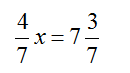 4/7 x = 7 3/7